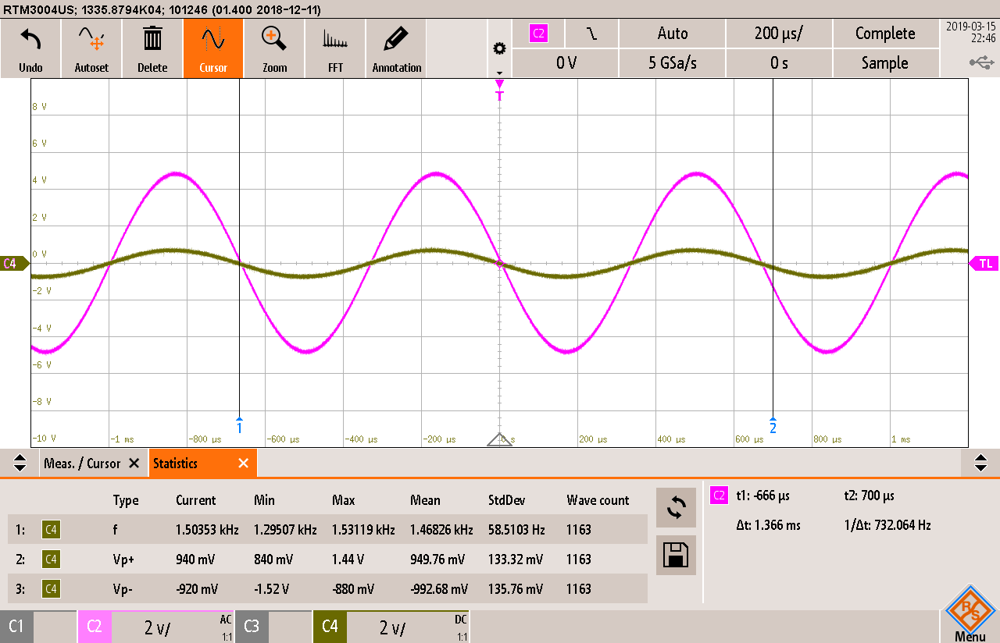 RTM3004US; 1335.8794K04; 101246 (01.400 2018-12-11)
Undo Autoset Delete Cursor Zoom FFT Annotation
C2 Auto 200 µs/ Complete
0 V 5 GSa/s 0 s Sample
2019-03-15
22:46
T
8 V
6 V
4 V
2 V
0 V
C4
TL
-2 V
-4 V
-6 V
-8 V
1 2
-10 V -1 ms -800 µs -600 µs -400 µs -200 µs 0 s 200 µs 400 µs 600 µs 800 µs 1 ms
Meas. / Cursor Statistics
Type Current Min Max Mean StdDev Wave count
1: C4 f 1.50353 kHz 1.29507 kHz 1.53119 kHz 1.46826 kHz 58.5103 Hz 1163
2: C4 Vp+ 940 mV 840 mV 1.44 V 949.76 mV 133.32 mV 1163
3: C4 Vp- -920 mV -1.52 V -880 mV -992.68 mV 135.76 mV 1163
C2 t1: -666 µs t2: 700 µs
Δt: 1.366 ms 1/Δt: 732.064 Hz
C1 C2 2 V/ AC 1:1 C3 C4 2 V/ DC 1:1
R S
Menu